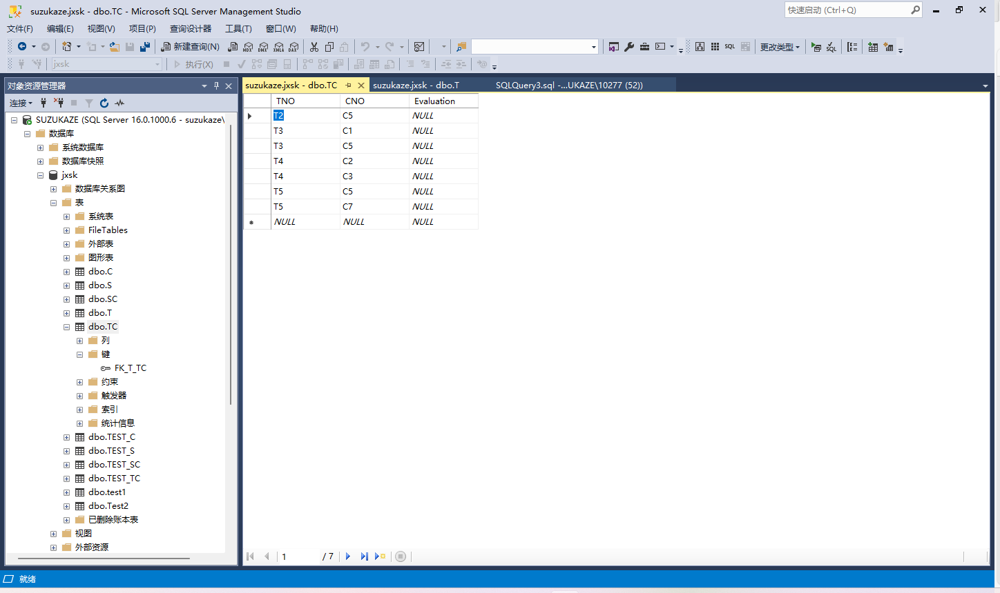 suzukaze.jxsk - dbo.TC - Microsoft SQL Server Management Studio
快速启动 (Ctrl+Q)
文件(F) 编辑(E) 视图(V) 项目(P) 查询设计器 工具(T) 窗口(W) 帮助(H)
新建查询(N) MDX DMX XMLA DAX SQL 更改类型 SQL
jxsk 执行(X)
对象资源管理器
连接
SUZUKAZE (SQL Server 16.0.1000.6 - suzukaze\
数据库
系统数据库
数据库快照
jxsk
数据库关系图
表
系统表
FileTables
外部表
图形表
dbo.C
dbo.S
dbo.SC
dbo.T
dbo.TC
列
键
FK_T_TC
约束
触发器
索引
统计信息
dbo.TEST_C
dbo.TEST_S
dbo.TEST_SC
dbo.TEST_TC
dbo.test1
dbo.Test2
已删除账本表
视图
外部资源
suzukaze.jxsk - dbo.TC suzukaze.jxsk - dbo.T SQLQuery3.sql -...UKAZE\10277 (52))
TNO CNO Evaluation
T2 C5 NULL
T3 C1 NULL
T3 C5 NULL
T4 C2 NULL
T4 C3 NULL
T5 C5 NULL
T5 C7 NULL
NULL NULL NULL
1 / 7
就绪